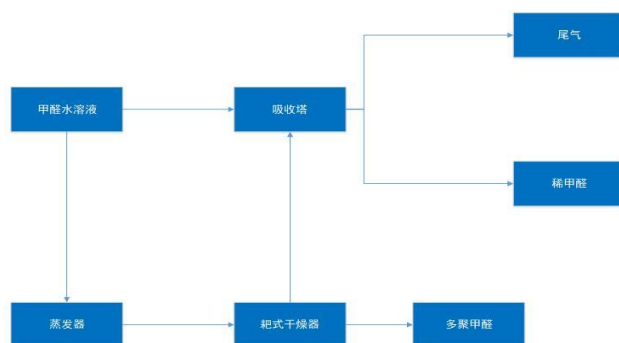 尾气
甲醛水溶液
吸收塔
稀甲醛
蒸发器
耙式干燥器
多聚甲醛